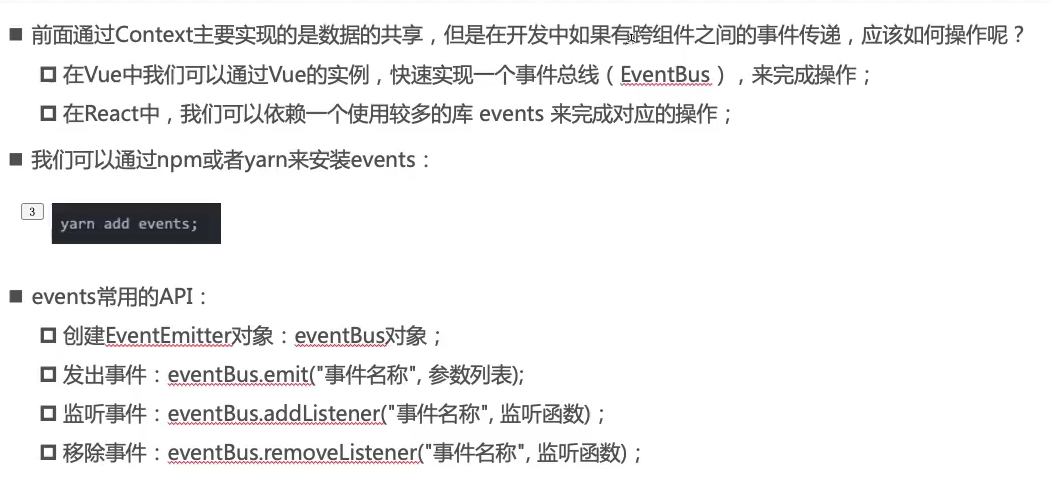 前面通过Context主要实现的是数据的共享，但是在开发中如果有跨组件之间的事件传递，应该如何操作呢？
在Vue中我们可以通过Vue的实例，快速实现一个事件总线（EventBus），来完成操作；
在React中，我们可以依赖一个使用较多的库 events 来完成对应的操作；
我们可以通过npm或者yarn来安装events：
3
yarn add events;
events常用的API：
创建EventEmitter对象：eventBus对象；
发出事件：eventBus.emit("事件名称", 参数列表);
监听事件：eventBus.addListener("事件名称", 监听函数)；
移除事件：eventBus.removeListener("事件名称", 监听函数)；